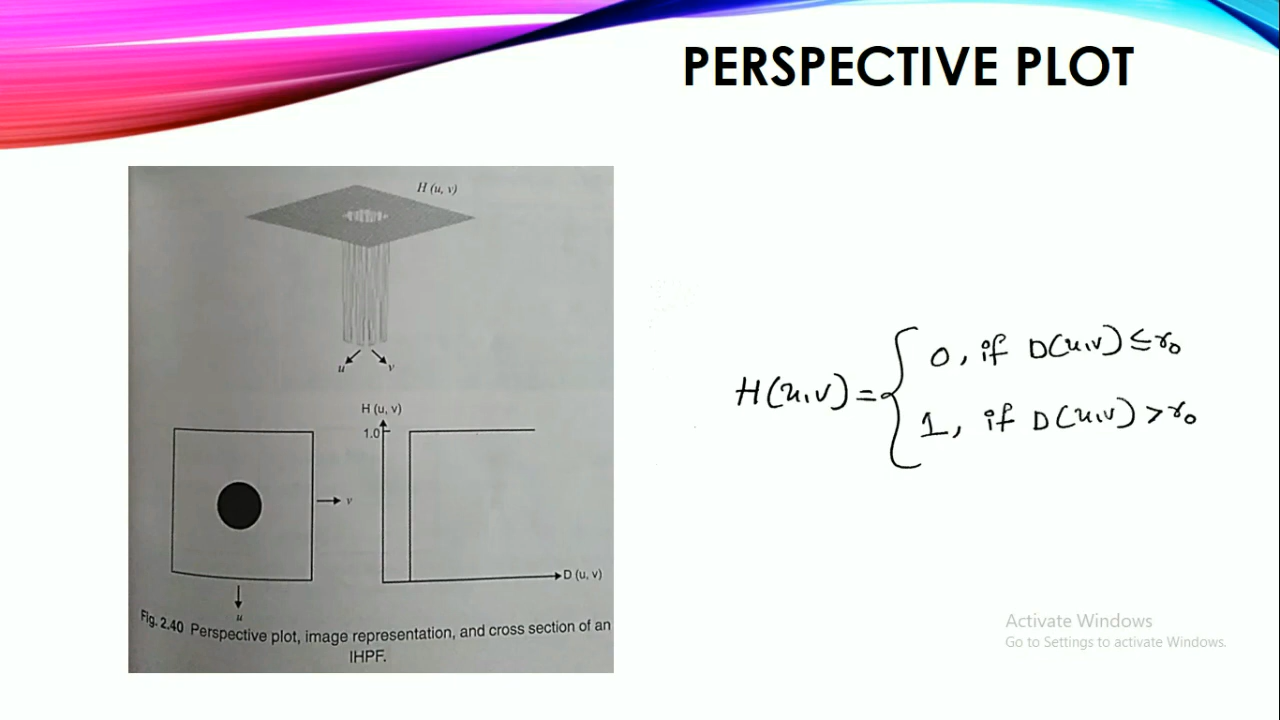 PERSPECTIVE PLOT
H (u, v)
u
v
H (u, v)
1.0
v
D (u, v)
u
Fig. 2.40 Perspective plot, image representation, and cross section of an
IHPF.
H(u,v) = { 0, if D(u,v) ≤ r₀
1, if D(u,v) > r₀
Activate Windows
Go to Settings to activate Windows.